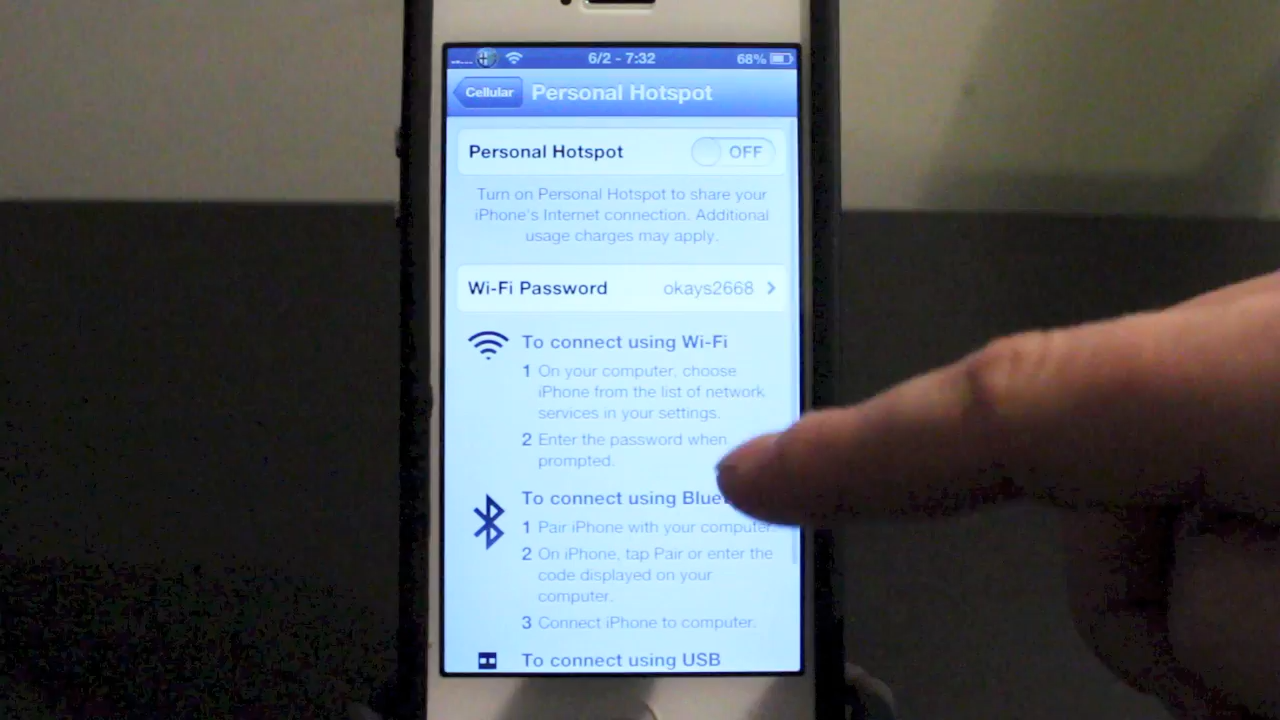 6/2 - 7:32 68%
Cellular Personal Hotspot
Personal Hotspot OFF
Turn on Personal Hotspot to share your
iPhone's Internet connection. Additional
usage charges may apply.
Wi-Fi Password okays2668
To connect using Wi-Fi
1 On your computer, choose
iPhone from the list of network
services in your settings.
2 Enter the password when
prompted.
To connect using
1 Pair iPhone with your computer.
2 On iPhone, tap Pair or enter the
code displayed on your
computer.
3 Connect iPhone to computer.
To connect using USB